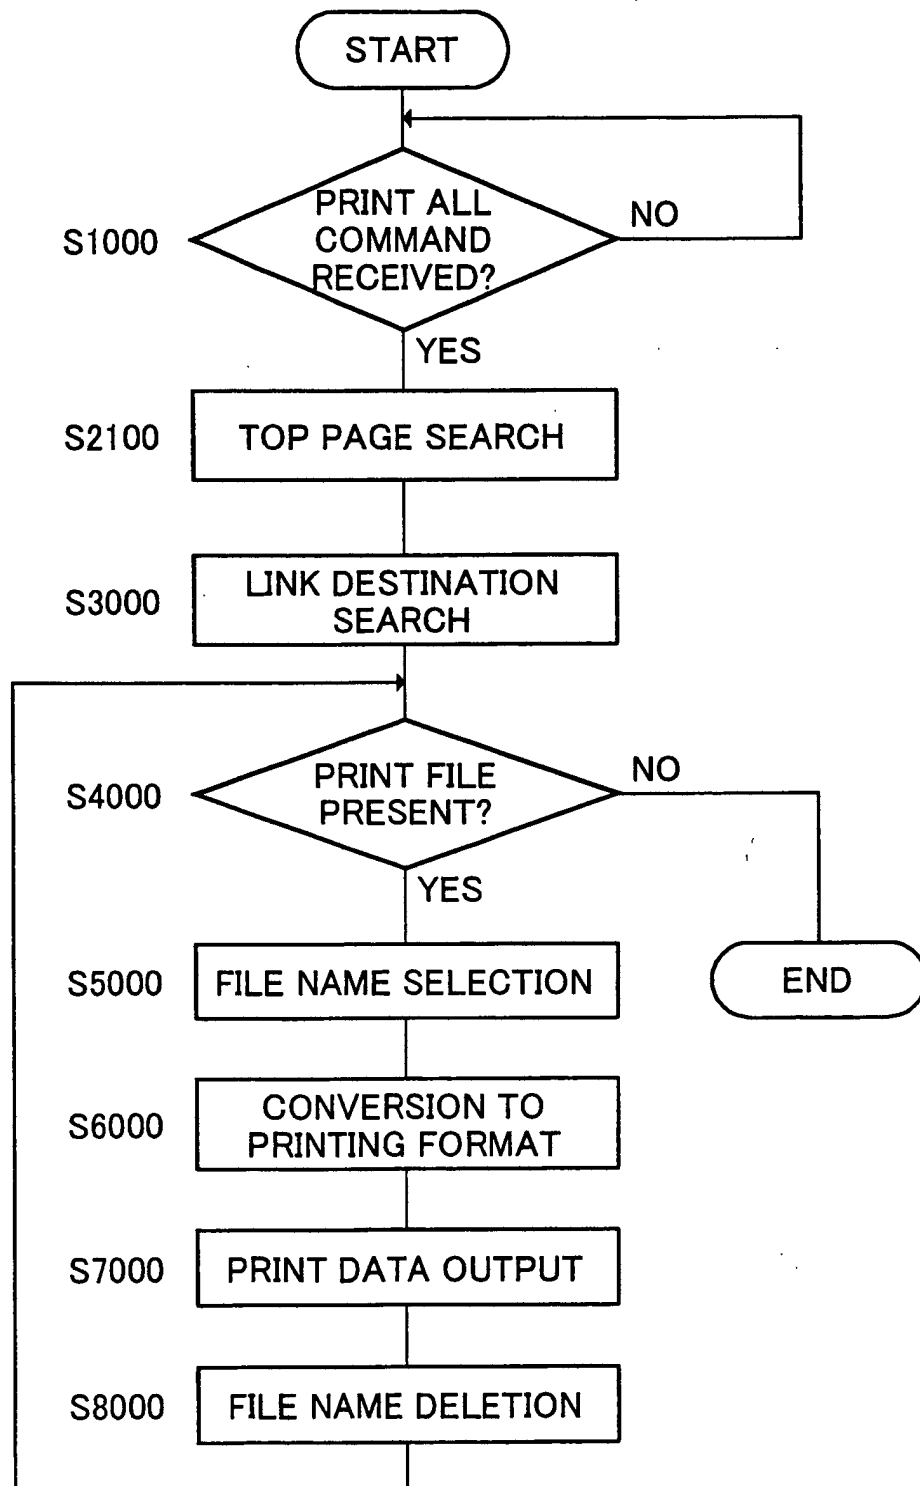 START
PRINT ALL
COMMAND
RECEIVED?
NO
S1000
YES
S2100
TOP PAGE SEARCH
S3000
LINK DESTINATION
SEARCH
S4000
PRINT FILE
PRESENT?
NO
YES
S5000
FILE NAME SELECTION
END
S6000
CONVERSION TO
PRINTING FORMAT
S7000
PRINT DATA OUTPUT
S8000
FILE NAME DELETION